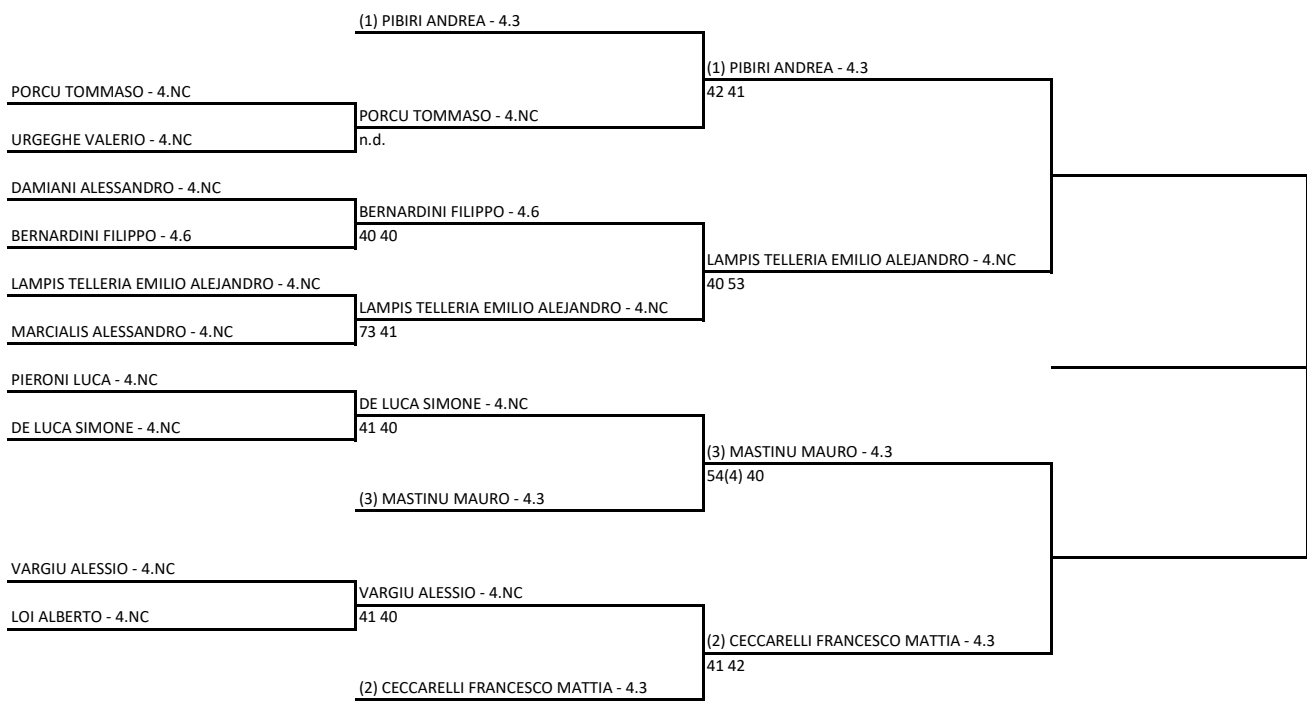 (1) PIBIRI ANDREA - 4.3
(1) PIBIRI ANDREA - 4.3
PORCU TOMMASO - 4.NC
42 41
PORCU TOMMASO - 4.NC
URGEGHE VALERIO - 4.NC
n.d.
DAMIANI ALESSANDRO - 4.NC
BERNARDINI FILIPPO - 4.6
BERNARDINI FILIPPO - 4.6
40 40
LAMPIS TELLERIA EMILIO ALEJANDRO - 4.NC
LAMPIS TELLERIA EMILIO ALEJANDRO - 4.NC
40 53
LAMPIS TELLERIA EMILIO ALEJANDRO - 4.NC
MARCIALIS ALESSANDRO - 4.NC
73 41
PIERONI LUCA - 4.NC
DE LUCA SIMONE - 4.NC
DE LUCA SIMONE - 4.NC
41 40
(3) MASTINU MAURO - 4.3
54(4) 40
(3) MASTINU MAURO - 4.3
VARGIU ALESSIO - 4.NC
VARGIU ALESSIO - 4.NC
LOI ALBERTO - 4.NC
41 40
(2) CECCARELLI FRANCESCO MATTIA - 4.3
41 42
(2) CECCARELLI FRANCESCO MATTIA - 4.3